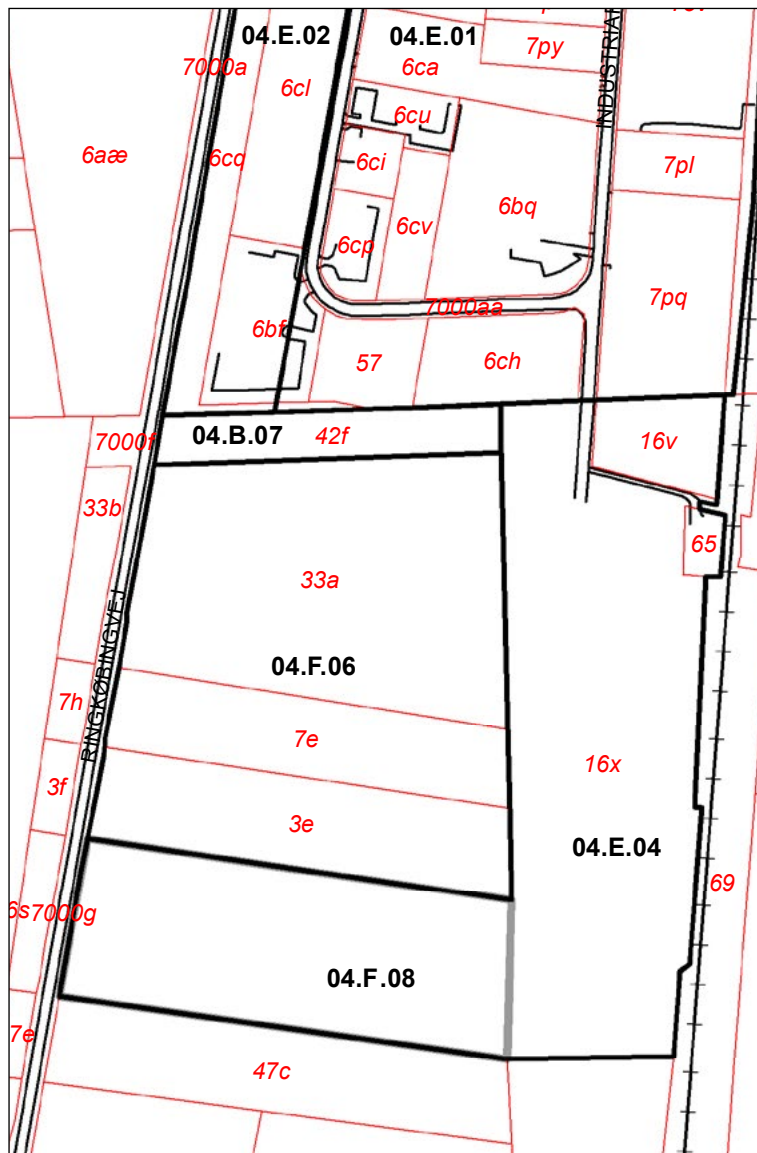 04.E.02
04.E.01
7py
INDUSTRIA
7000a
6cl
6ca
6cu
6aæ
6cq
6ci
7pl
6bq
6cv
6cp
7pq
7000aa
6bf
57
6ch
7000f
04.B.07
42f
16v
33b
65
33a
RINGKØBINGVEJ
04.F.06
7h
7e
16x
3f
3e
04.E.04
69
6s
7000g
04.F.08
7e
47c